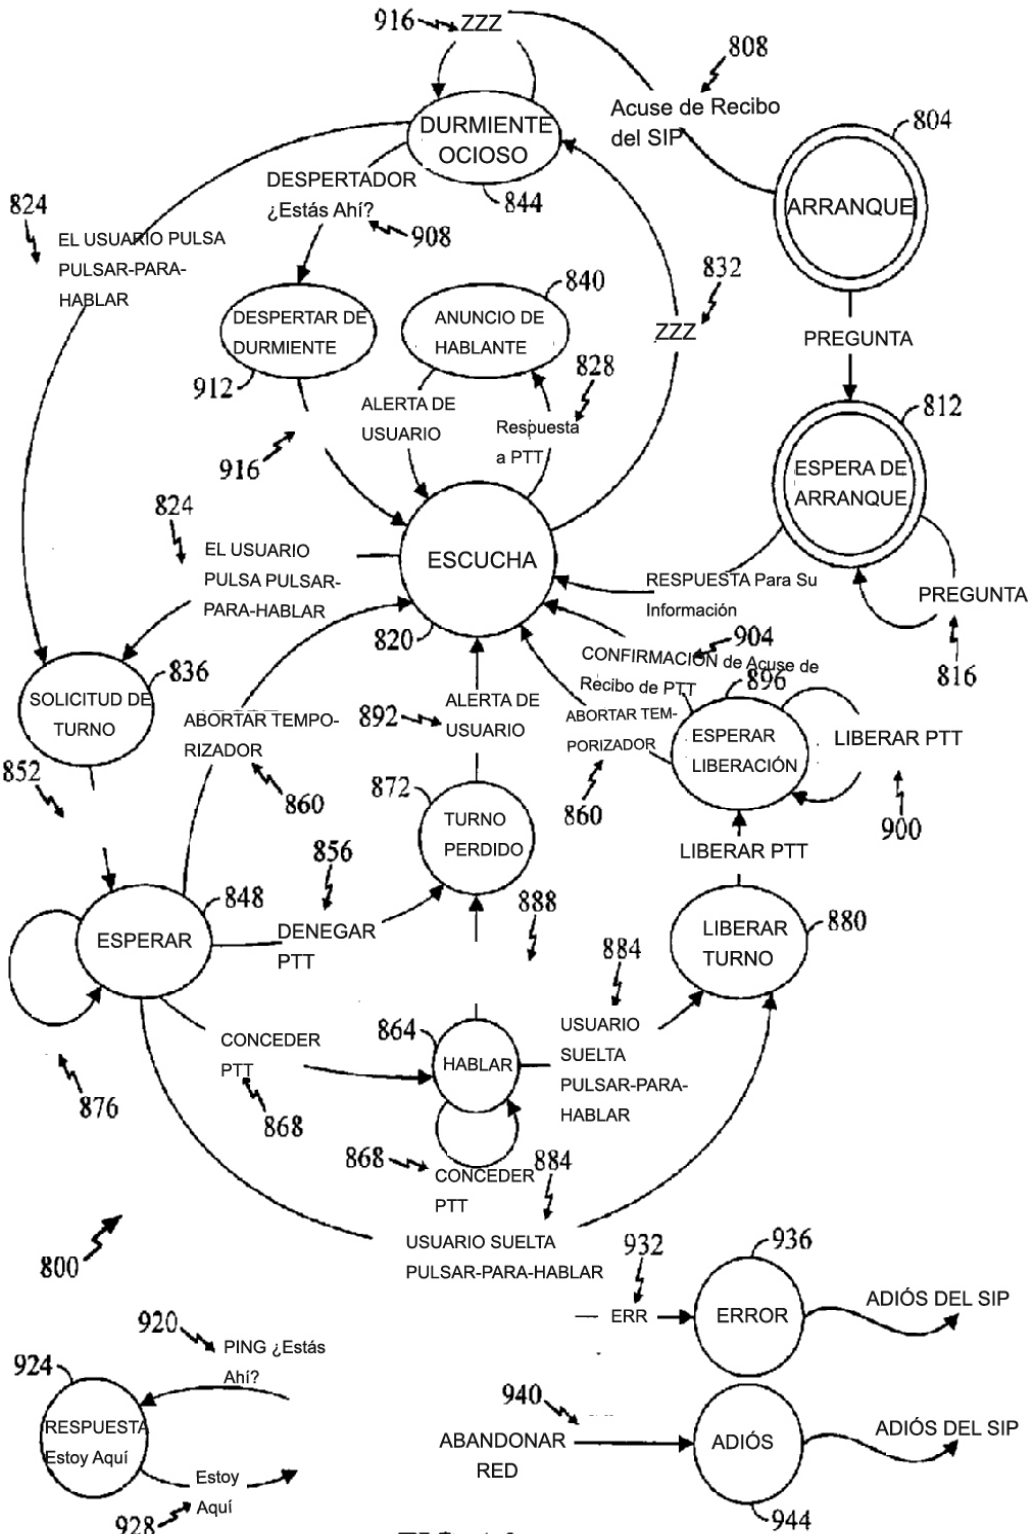 916
ZZZ
808
Acuse de Recibo
del SIP
804
DURMIENTE
OCIOSO
844
ARRANQUE
DESPERTADOR
¿Estás Ahí?
908
824
EL USUARIO PULSA
PULSAR-PARA-
HABLAR
832
ZZZ
840
DESPERTAR DE
DURMIENTE
912
ANUNCIO DE
HABLANTE
PREGUNTA
828
812
ALERTA DE
USUARIO
Respuesta
a PTT
916
ESPERA DE
ARRANQUE
824
EL USUARIO
PULSA PULSAR-
PARA-HABLAR
ESCUCHA
820
RESPUESTA Para Su
Información
PREGUNTA
816
904
CONFIRMACIÓN de Acuse de
Recibo de PTT
896
836
SOLICITUD DE
TURNO
852
ABORTAR TEMPO-
RIZADOR
860
892
ALERTA DE
USUARIO
ABORTAR TEM-
PORIZADOR
860
ESPERAR
LIBERACIÓN
LIBERAR PTT
900
872
TURNO
PERDIDO
LIBERAR PTT
856
848
ESPERAR
DENEGAR
PTT
888
LIBERAR
TURNO
880
884
876
CONCEDER
PTT
868
864
HABLAR
USUARIO
SUELTA
PULSAR-PARA-
HABLAR
868
CONCEDER
PTT
884
USUARIO SUELTA
PULSAR-PARA-HABLAR
800
932
ERR
936
ERROR
ADIÓS DEL SIP
920
PING ¿Estás
Ahí?
924
RESPUESTA
Estoy Aquí
Estoy
Aquí
928
940
ABANDONAR
RED
ADIÓS
944
ADIÓS DEL SIP